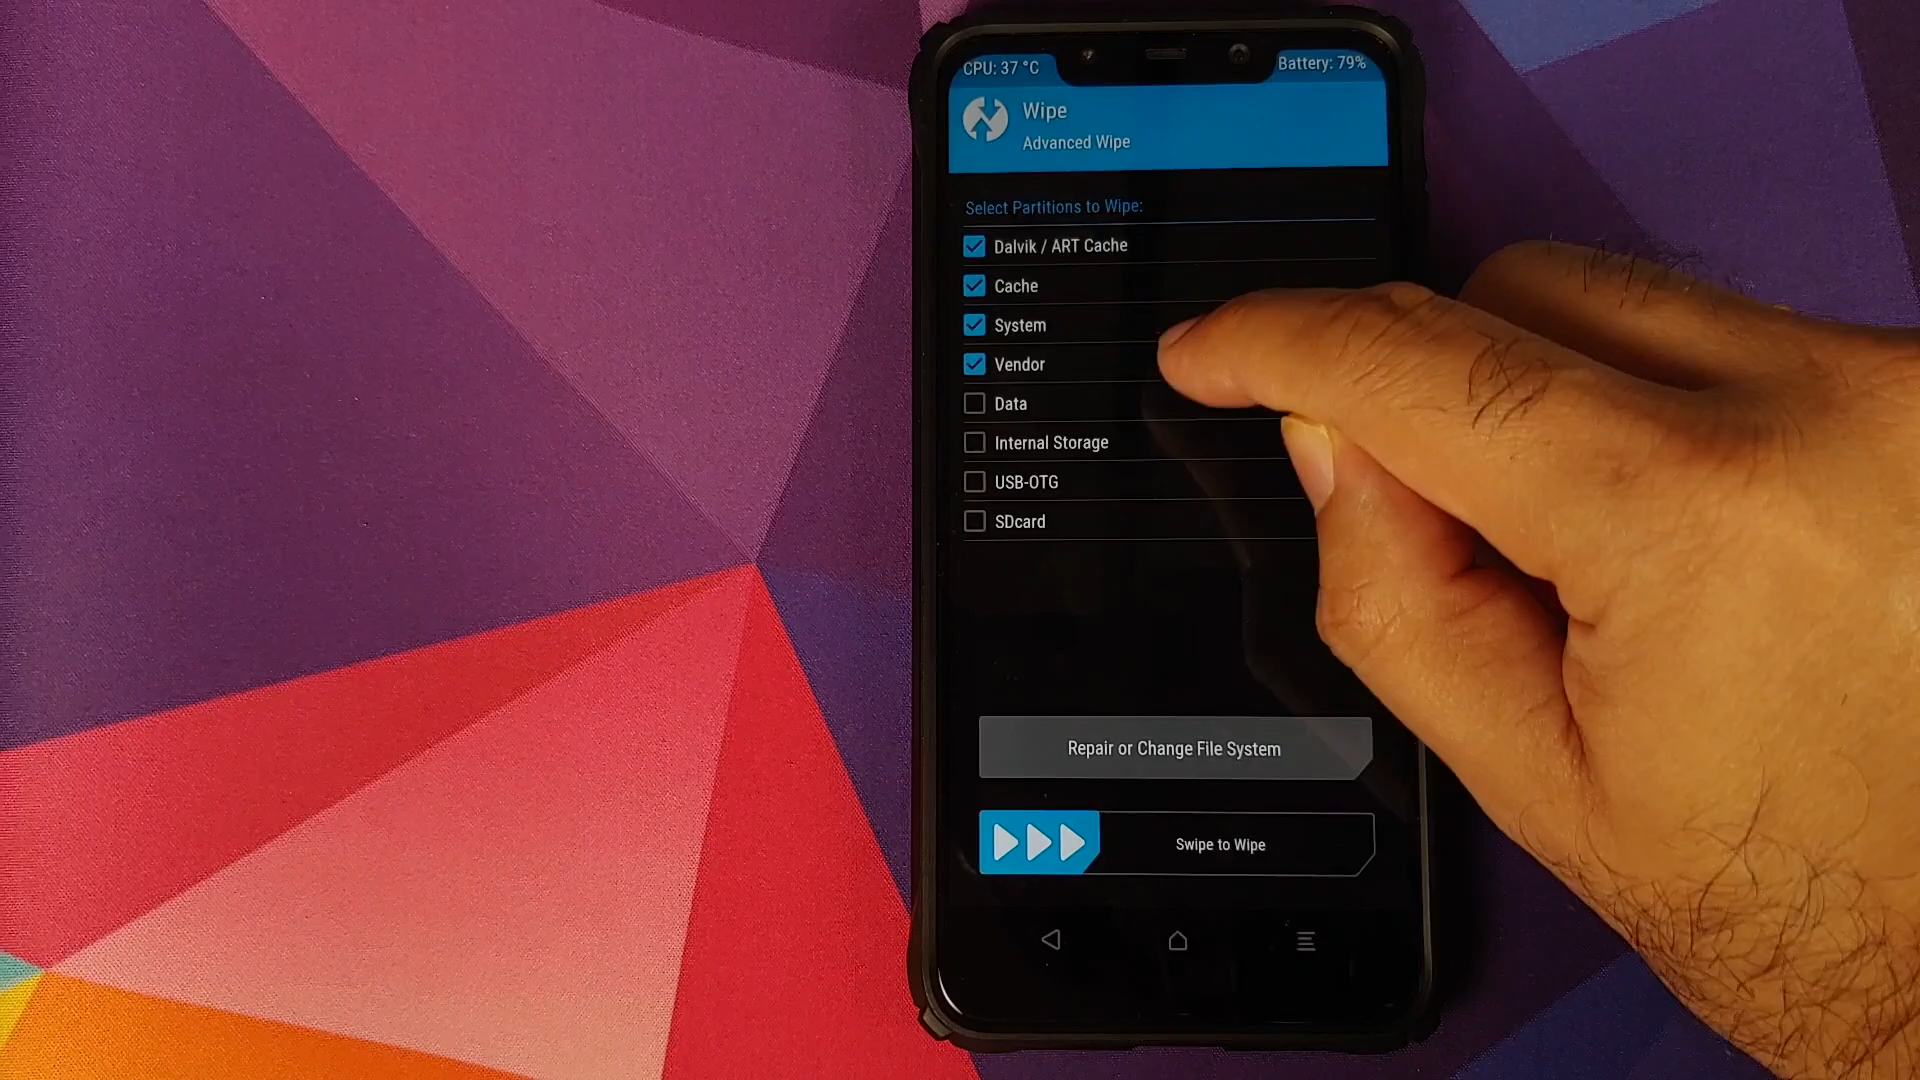 CPU: 37 °C
Battery: 79%
Wipe
Advanced Wipe
Select Partitions to Wipe:
Dalvik / ART Cache
Cache
System
Vendor
Data
Internal Storage
USB-OTG
SDcard
Repair or Change File System
Swipe to Wipe